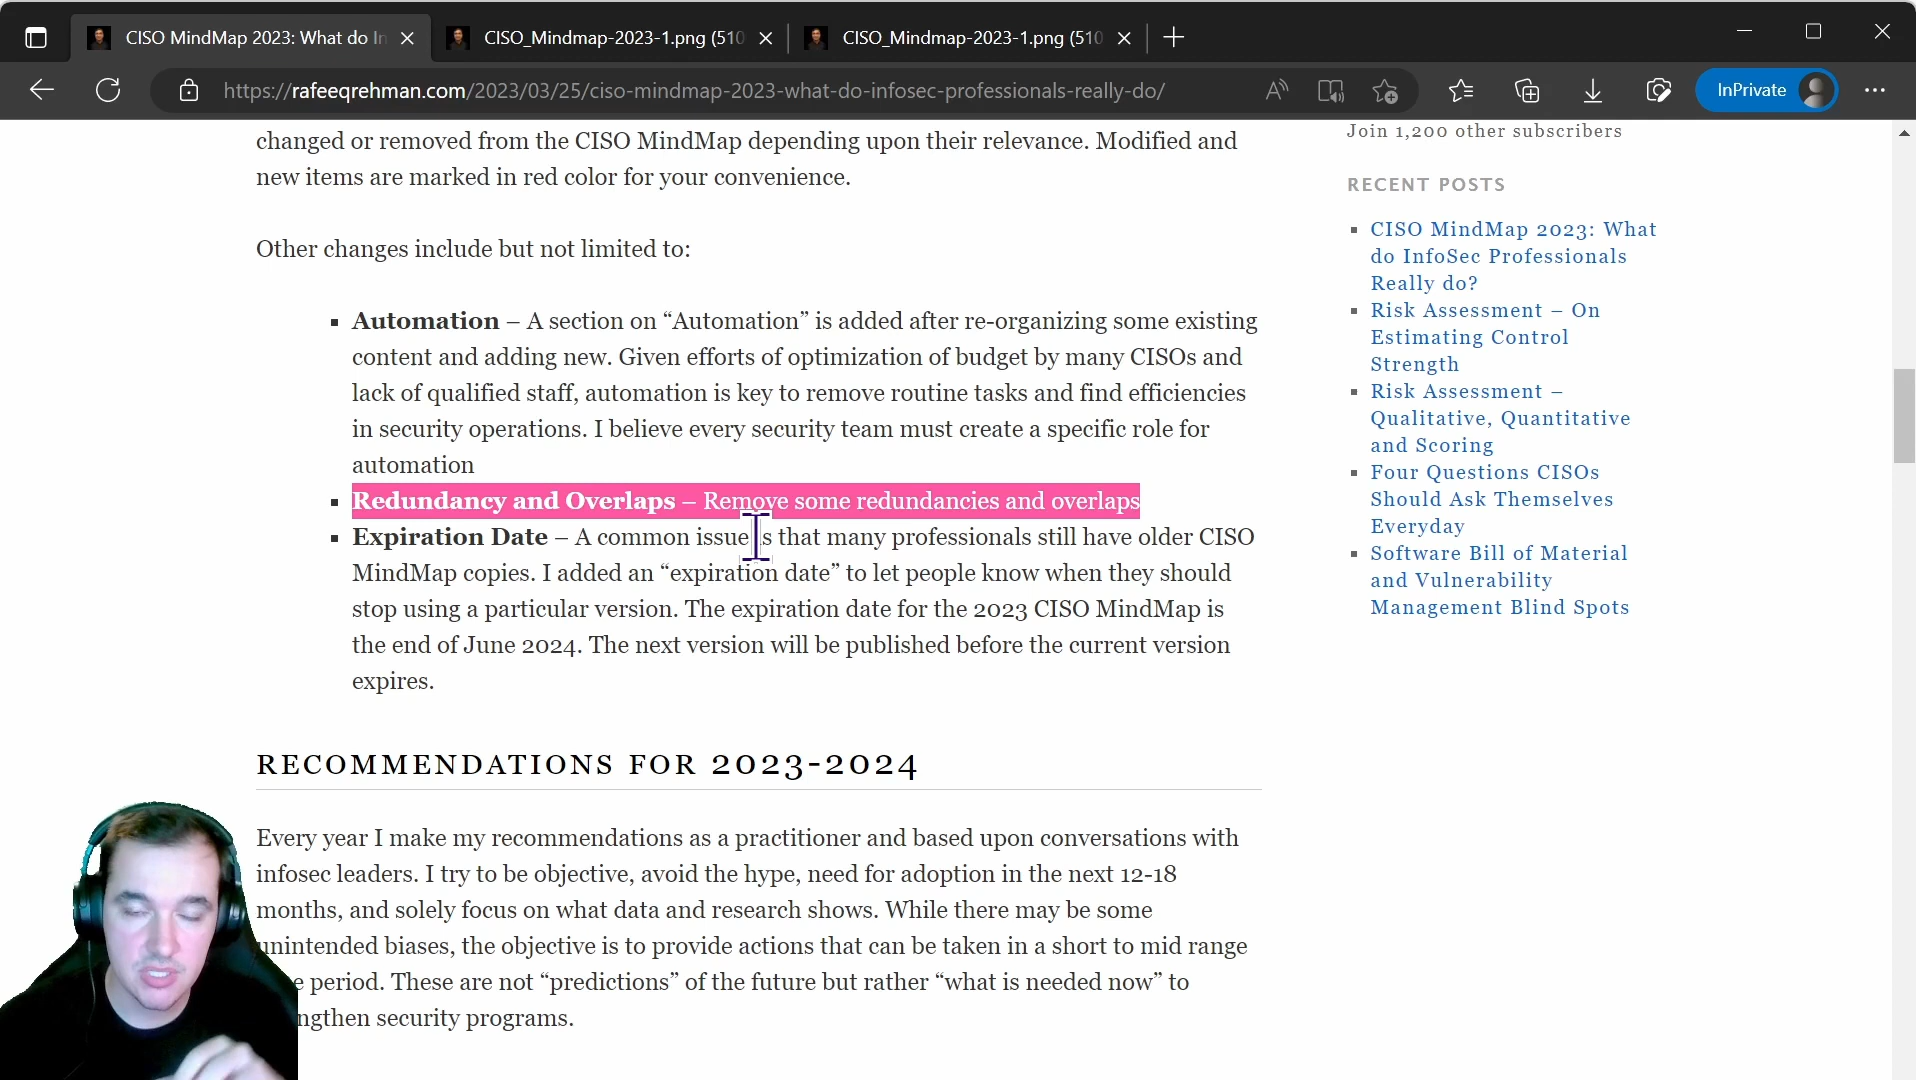 CISO MindMap 2023: What do In
CISO_Mindmap-2023-1.png (510
CISO_Mindmap-2023-1.png (510
https://rafeeqrehman.com/2023/03/25/ciso-mindmap-2023-what-do-infosec-professionals-really-do/
InPrivate
changed or removed from the CISO MindMap depending upon their relevance. Modified and
new items are marked in red color for your convenience.
Other changes include but not limited to:
▪ Automation – A section on “Automation” is added after re-organizing some existing
content and adding new. Given efforts of optimization of budget by many CISOs and
lack of qualified staff, automation is key to remove routine tasks and find efficiencies
in security operations. I believe every security team must create a specific role for
automation
▪ Redundancy and Overlaps – Remove some redundancies and overlaps
▪ Expiration Date – A common issue is that many professionals still have older CISO
MindMap copies. I added an “expiration date” to let people know when they should
stop using a particular version. The expiration date for the 2023 CISO MindMap is
the end of June 2024. The next version will be published before the current version
expires.
RECOMMENDATIONS FOR 2023-2024
Every year I make my recommendations as a practitioner and based upon conversations with
infosec leaders. I try to be objective, avoid the hype, need for adoption in the next 12-18
months, and solely focus on what data and research shows. While there may be some
unintended biases, the objective is to provide actions that can be taken in a short to mid range
period. These are not “predictions” of the future but rather “what is needed now” to
security programs.
Join 1,200 other subscribers
RECENT POSTS
▪ CISO MindMap 2023: What
do InfoSec Professionals
Really do?
▪ Risk Assessment – On
Estimating Control
Strength
▪ Risk Assessment –
Qualitative, Quantitative
and Scoring
▪ Four Questions CISOs
Should Ask Themselves
Everyday
▪ Software Bill of Material
and Vulnerability
Management Blind Spots